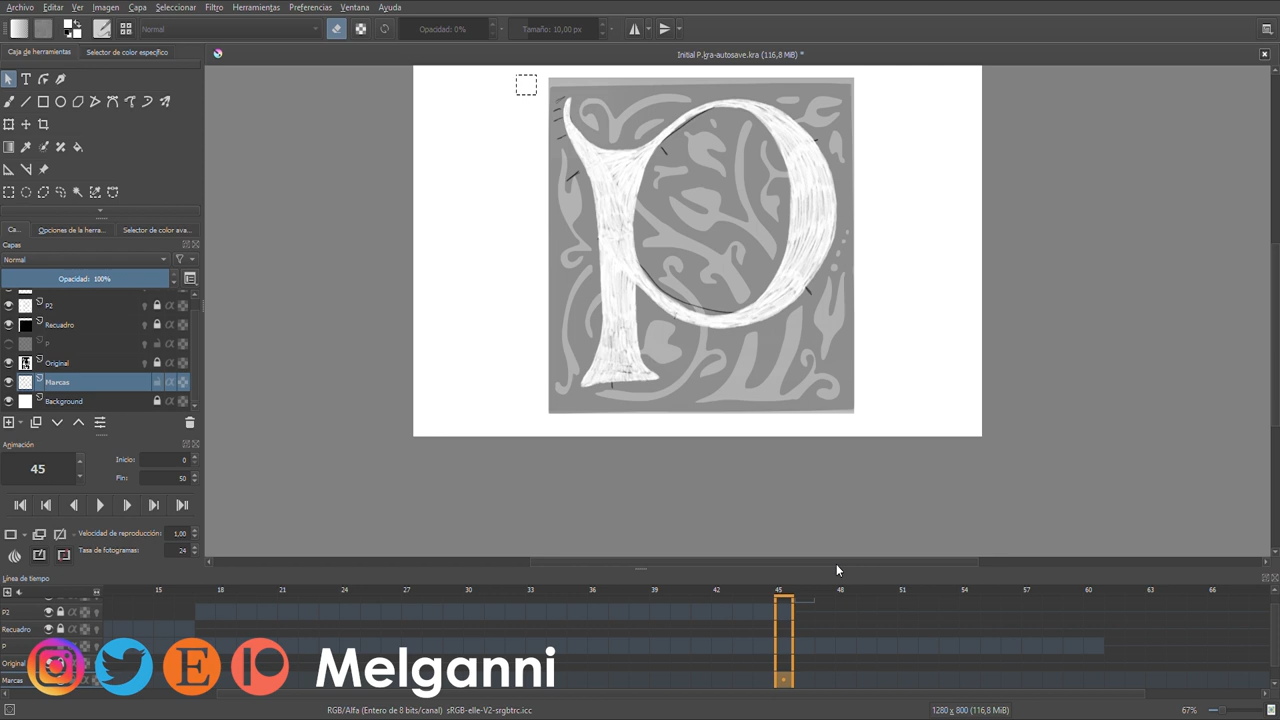 Archivo Editar Ver Imagen Capa Seleccionar Filtro Herramientas Preferencias Ventana Ayuda
Normal Opacidad: 0% Tamaño: 10,00 px
Caja de herramientas Selector de color específico
Initial P.kra-autosave.kra (116,8 MiB) *
P
Ca... Opciones de la herra... Selector de color ava...
Capas
Normal
Opacidad: 100%
P2
Recuadro
P
Original
Marcas
Background
Animación
45 Inicio: 0
Fin: 50
Velocidad de reproducción: 1,00
Tasa de fotogramas: 24
Línea de tiempo
15 18 21 24 27 30 33 36 39 42 45 48 51 54 57 60 63 66
P2
Recuadro
P
Original
Marcas
Melganni
RGB/Alfa (Entero de 8 bits/canal) sRGB-elle-V2-srgbtrc.icc 1280 x 800 (116,8 MiB) 67%